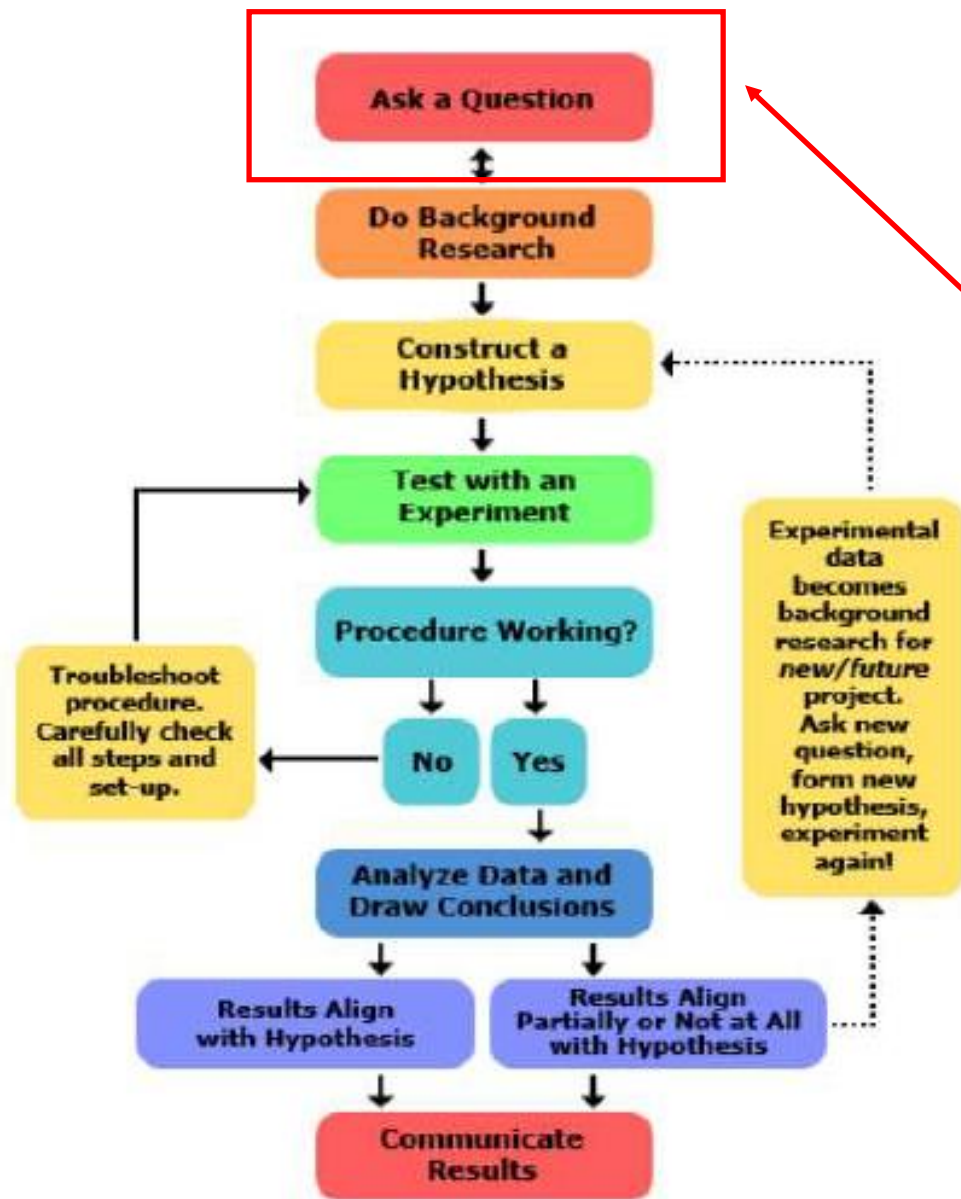 Ask a Question
Do Background
Research
Construct a
Hypothesis
Test with an
Experiment
Procedure Working?
No
Yes
Troubleshoot
procedure.
Carefully check
all steps and
set-up.
Analyze Data and
Draw Conclusions
Results Align
with Hypothesis
Results Align
Partially or Not at All
with Hypothesis
Experimental
data
becomes
background
research for
new/future
project.
Ask new
question,
form new
hypothesis,
experiment
again!
Communicate
Results